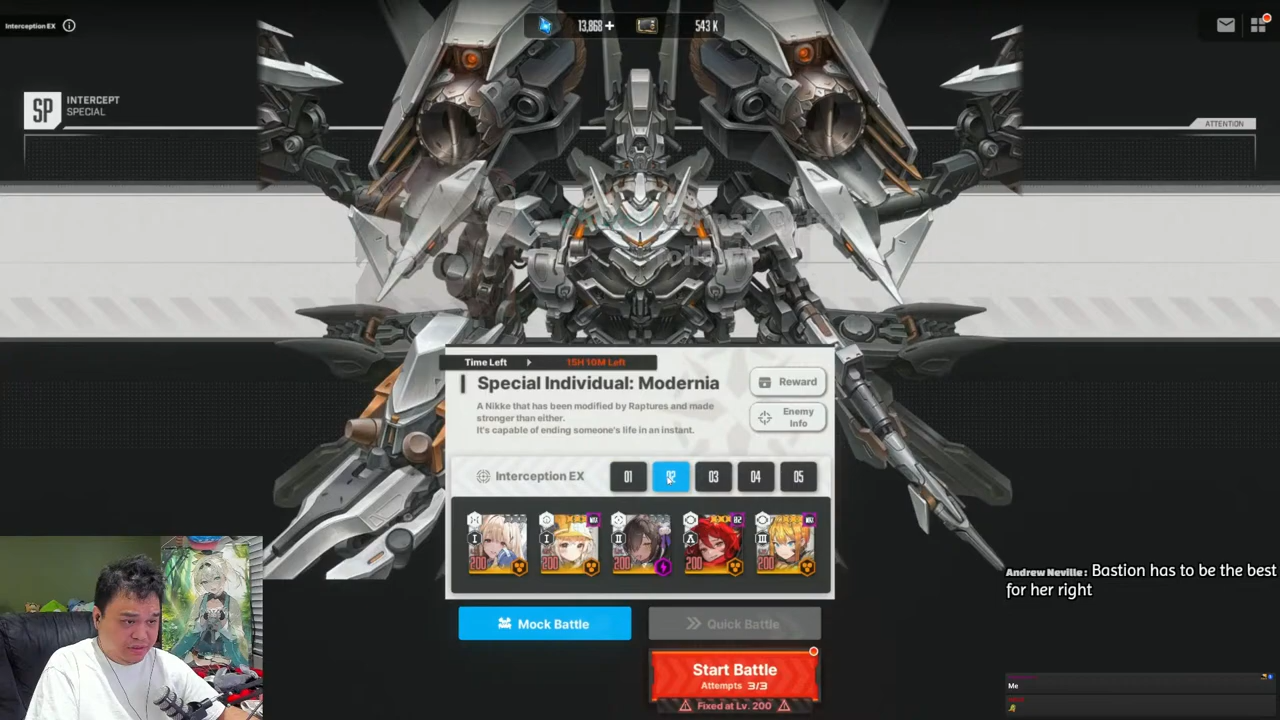 Interception EX
13,868
543 K
SP
INTERCEPT
SPECIAL
ATTENTION
Time Left
15H 10M Left
Special Individual: Modernia
Reward
A Nikke that has been modified by Raptures and made
stronger than either.
It's capable of ending someone's life in an instant.
Enemy
Info
Interception EX
01
02
03
04
05
I
I
II
Λ
III
200
200
200
200
200
Mock Battle
Quick Battle
Start Battle
Attempts 3/3
Fixed at Lv. 200
Andrew Neville: Bastion has to be the best
for her right
Me